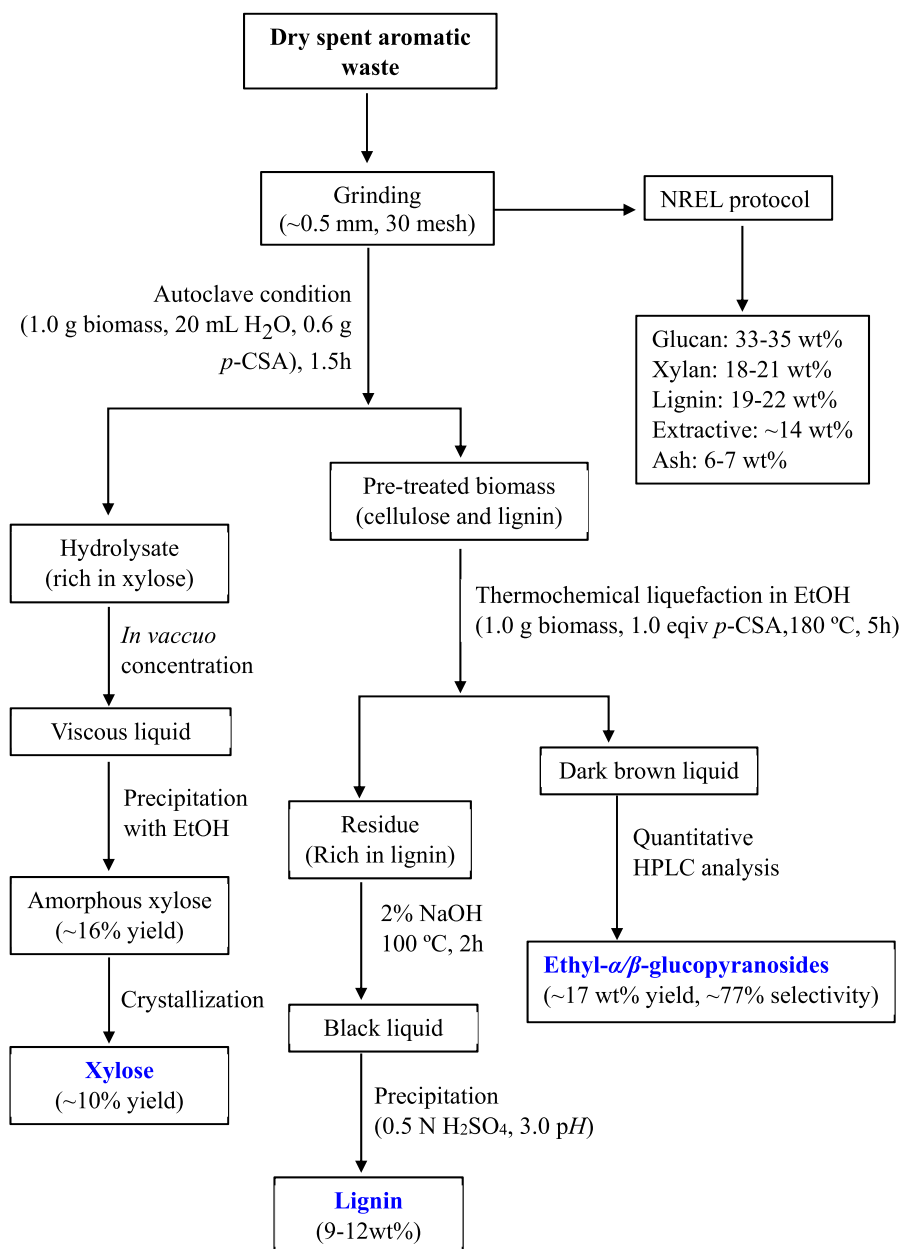 Dry spent aromatic
waste
Grinding
(~0.5 mm, 30 mesh)
NREL protocol
Autoclave condition
(1.0 g biomass, 20 mL H2O, 0.6 g
p-CSA), 1.5h
Glucan: 33-35 wt%
Xylan: 18-21 wt%
Lignin: 19-22 wt%
Extractive: ~14 wt%
Ash: 6-7 wt%
Pre-treated biomass
(cellulose and lignin)
Hydrolysate
(rich in xylose)
Thermochemical liquefaction in EtOH
(1.0 g biomass, 1.0 equiv p-CSA,180 ºC, 5h)
In vaccuo
concentration
Viscous liquid
Dark brown liquid
Precipitation
with EtOH
Residue
(Rich in lignin)
Quantitative
HPLC analysis
Amorphous xylose
(~16% yield)
2% NaOH
100 ºC, 2h
Ethyl-α/β-glucopyranosides
(~17 wt% yield, ~77% selectivity)
Crystallization
Black liquid
Xylose
(~10% yield)
Precipitation
(0.5 N H2SO4, 3.0 pH)
Lignin
(9-12wt%)